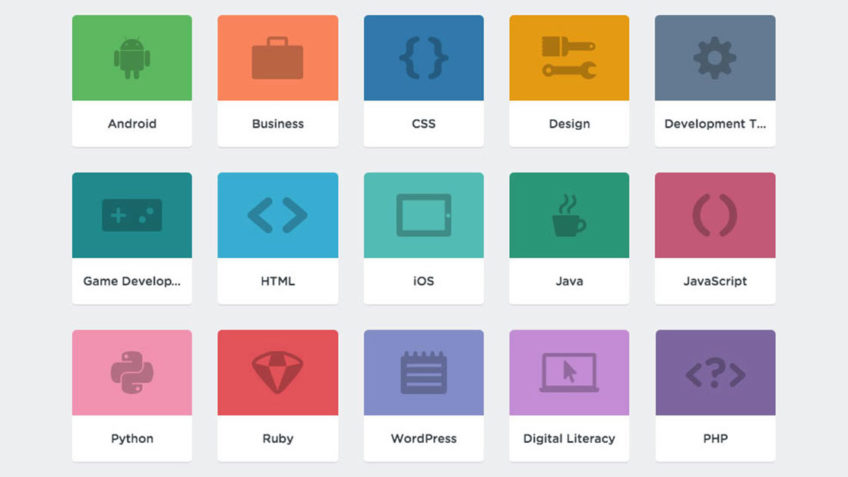 Android
Business
CSS
Design
Development T...
Game Develop...
HTML
iOS
Java
JavaScript
Python
Ruby
WordPress
Digital Literacy
PHP